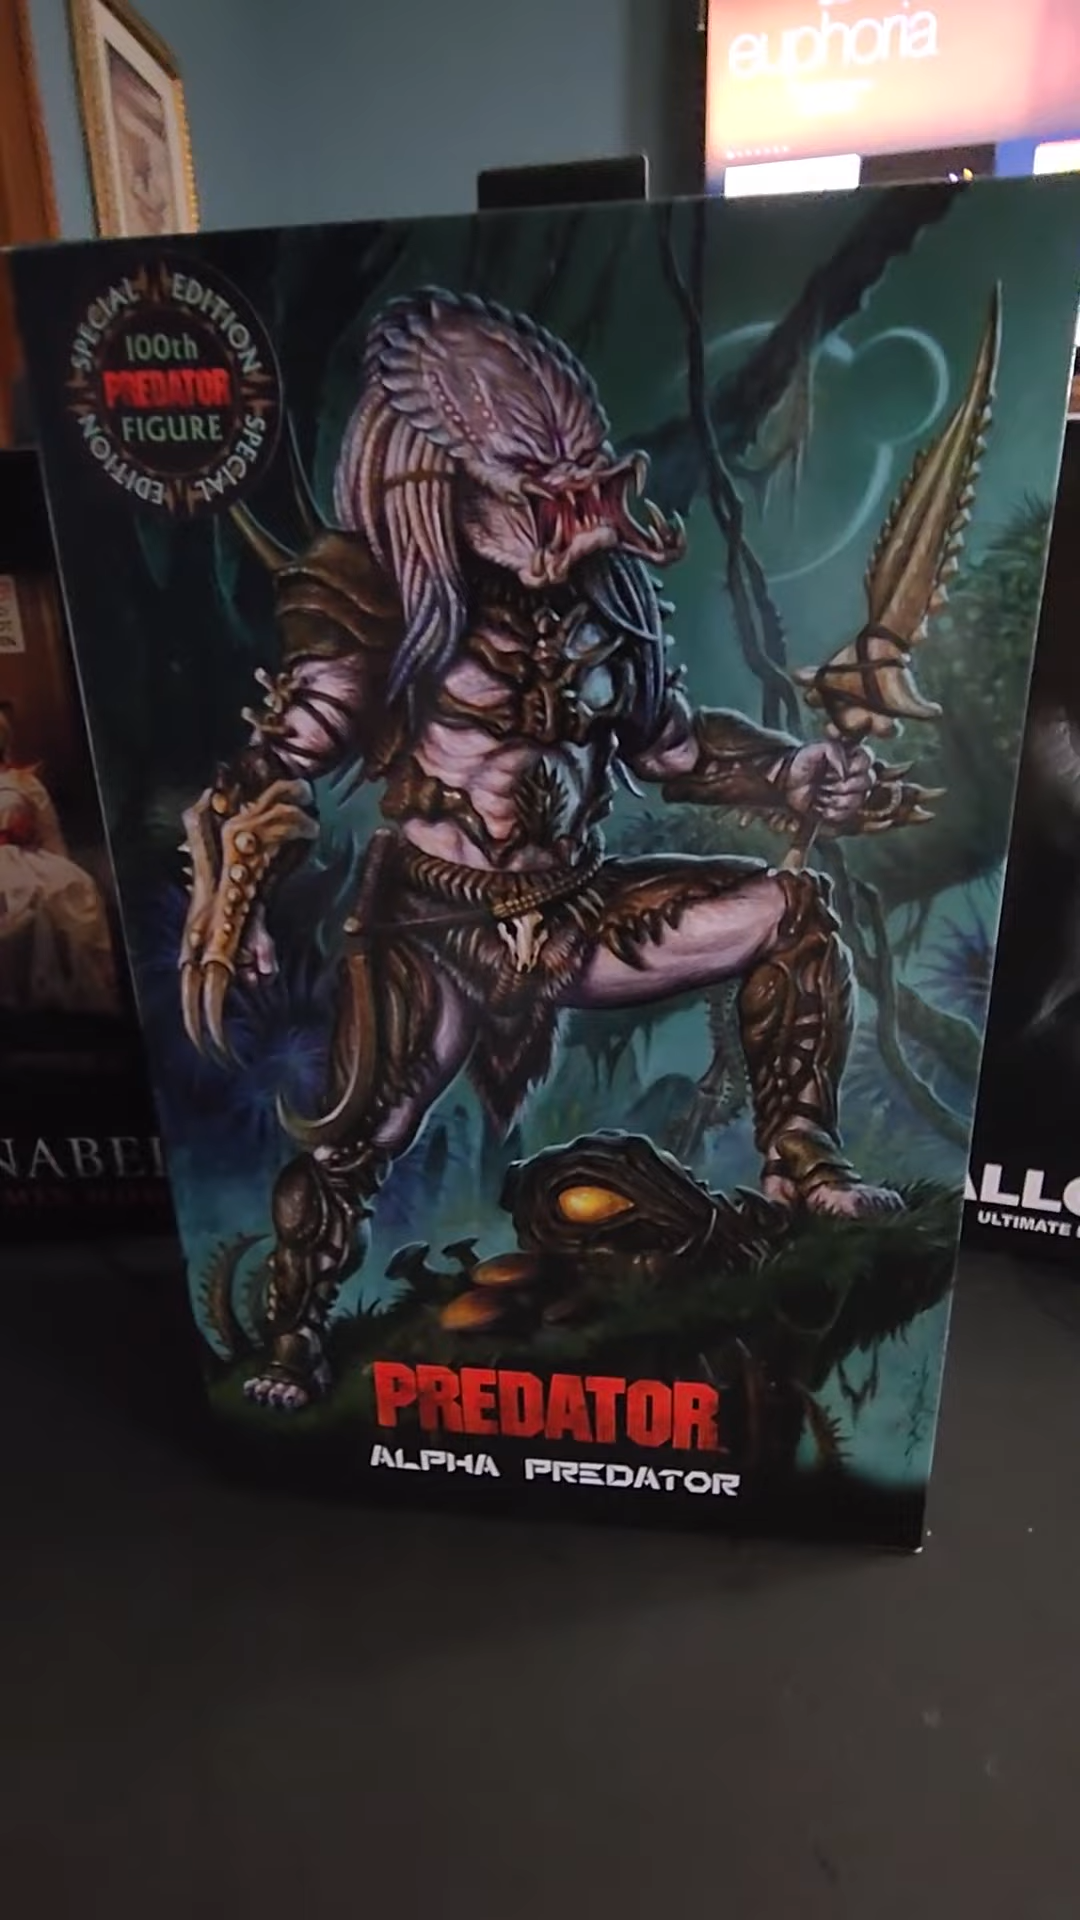 euphoria
SPECIAL EDITION
100th
PREDATOR
FIGURE
SPECIAL EDITION
NABEL
ALLO
ULTIMATE
PREDATOR
ALPHA PREDATOR